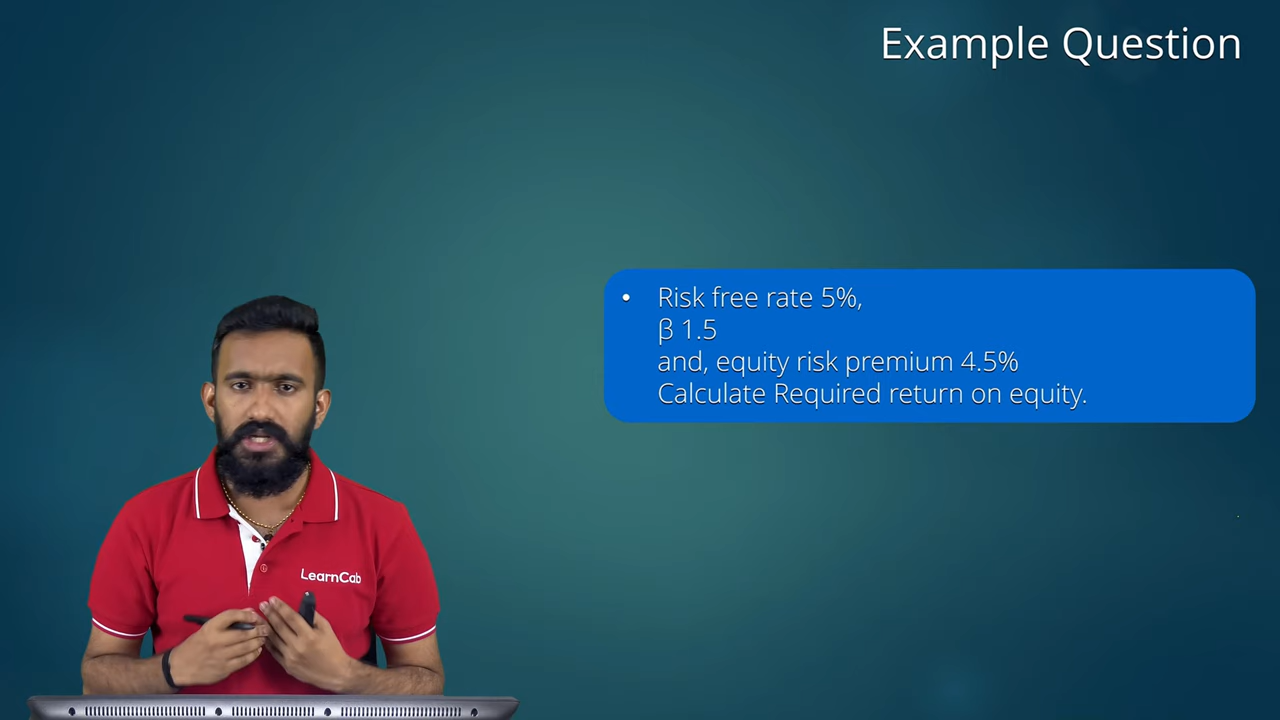 Example Question
• Risk free rate 5%,
β 1.5
and, equity risk premium 4.5%
Calculate Required return on equity.
LearnCab